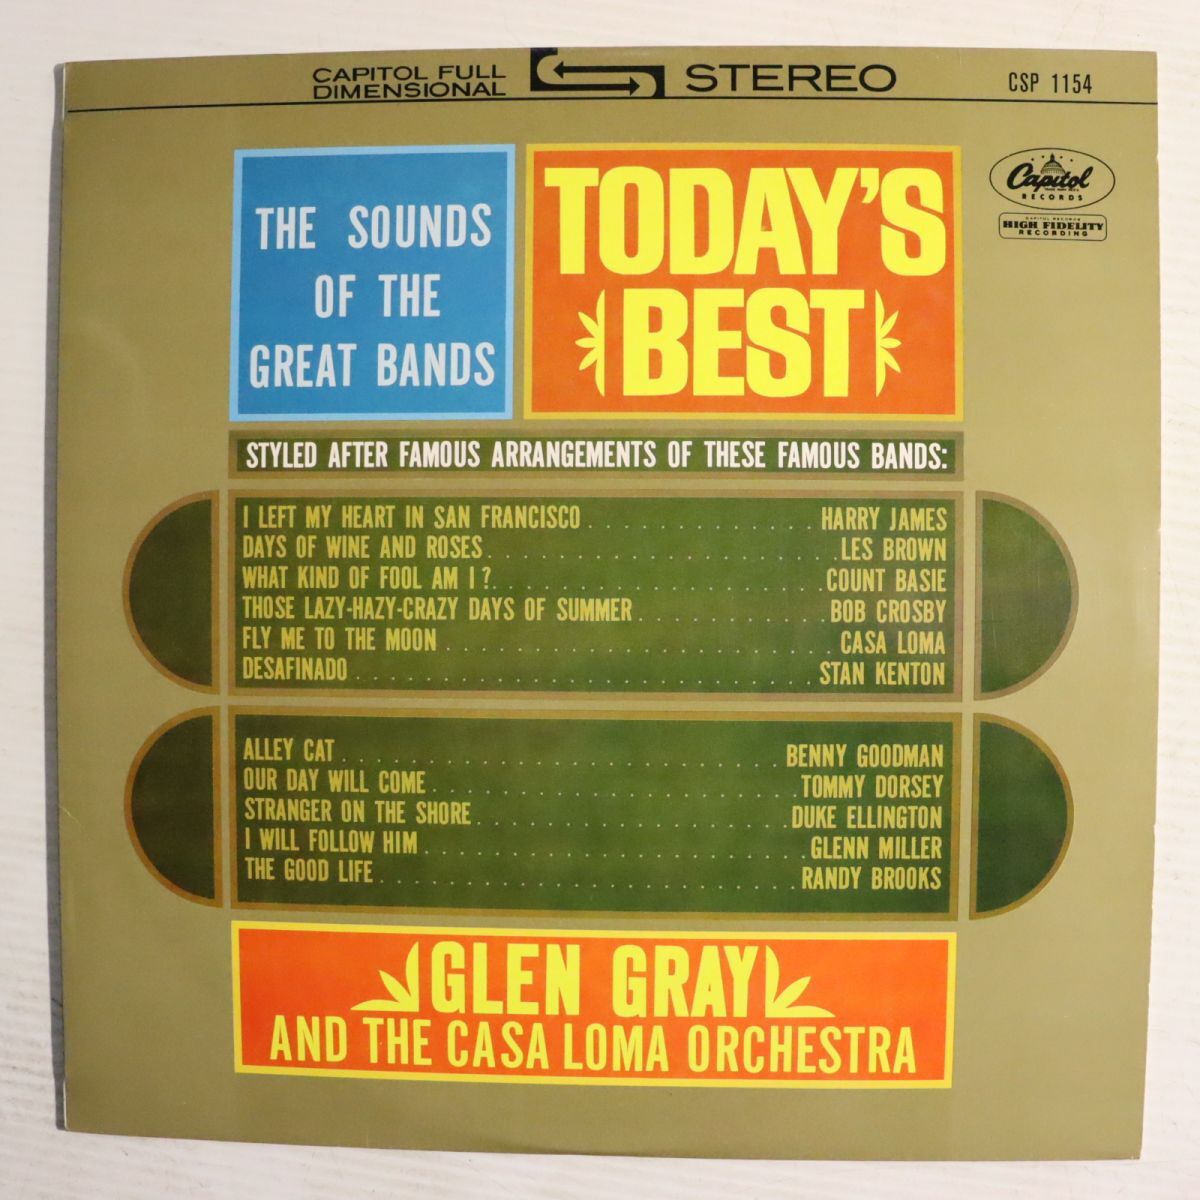 CAPITOL FULL
DIMENSIONAL
STEREO
CSP 1154
Capitol
RECORDS
CAPITOL RECORDS
HIGH FIDELITY
RECORDING
THE SOUNDS
OF THE
GREAT BANDS
TODAY'S
BEST
STYLED AFTER FAMOUS ARRANGEMENTS OF THESE FAMOUS BANDS:
I LEFT MY HEART IN SAN FRANCISCO . . . . . . . . . . . . HARRY JAMES
DAYS OF WINE AND ROSES . . . . . . . . . . . . LES BROWN
WHAT KIND OF FOOL AM I ? . . . . . . . . . . . . COUNT BASIE
THOSE LAZY-HAZY-CRAZY DAYS OF SUMMER . . . . . . . . . . BOB CROSBY
FLY ME TO THE MOON . . . . . . . . . . . . CASA LOMA
DESAFINADO . . . . . . . . . . . . STAN KENTON
ALLEY CAT . . . . . . . . . . . . BENNY GOODMAN
OUR DAY WILL COME . . . . . . . . . . . . TOMMY DORSEY
STRANGER ON THE SHORE . . . . . . . . . . . . DUKE ELLINGTON
I WILL FOLLOW HIM . . . . . . . . . . . . GLENN MILLER
THE GOOD LIFE . . . . . . . . . . . . RANDY BROOKS
GLEN GRAY
AND THE CASA LOMA ORCHESTRA